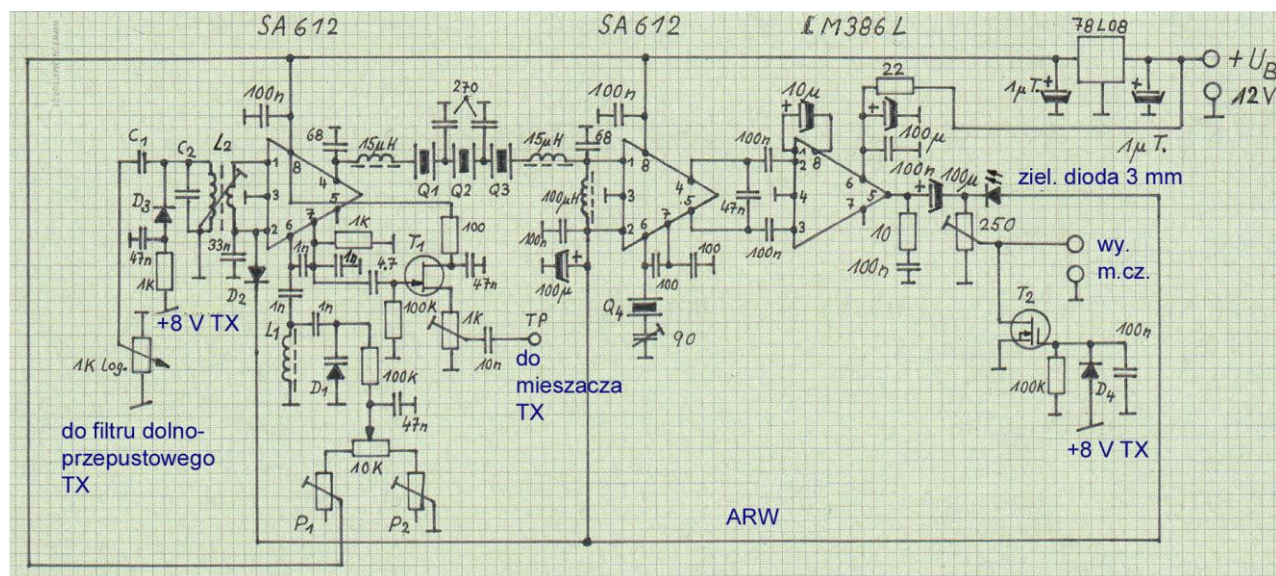 SA 612
SA 612
LM386L
78L08
+ U_B
12V
1µ T.
1µ T.
22
10µ
100µ
100n
100n
100n
270
68
15µH
15µH
68
Q1
Q2
Q3
C1
C2
L2
D3
47n
1K
+8 V TX
1K Log.
33n
D2
1
2
3
4
5
6
7
8
1n
1n
1K
1n
1n
4,7
T1
100
47n
100K
1K
10n
TP
do
mieszacza
TX
L1
D1
100K
47n
10K
P1
P2
do filtru dolno-
przepustowego
TX
100µH
100n
100µ
1
2
3
4
5
6
7
8
100
100
Q4
90
47n
100n
100n
1
2
3
4
5
6
7
8
10
100n
100µ
ziel. dioda 3 mm
250
wy.
m.cz.
T2
100n
100K
D4
+8 V TX
ARW